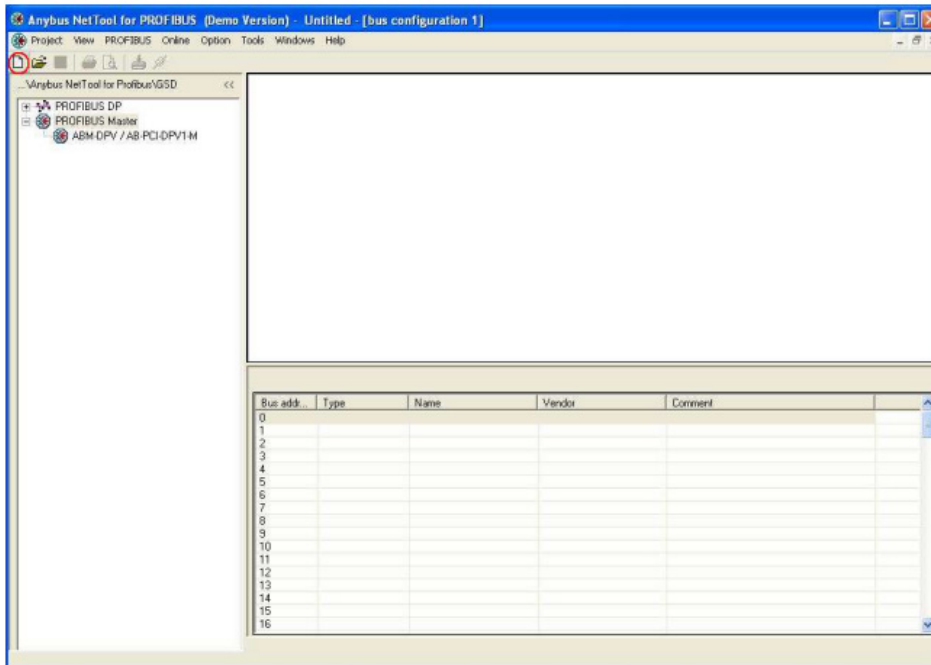 Anybus NetTool for PROFIBUS (Demo Version) - Untitled - [bus configuration 1]
Project View PROFIBUS Online Option Tools Windows Help
...\Anybus NetTool for Profibus\GSD <<
PROFIBUS DP
PROFIBUS Master
ABM-DPV / AB-PCI-DPV1-M
Bus addr... Type Name Vendor Comment
0
1
2
3
4
5
6
7
8
9
10
11
12
13
14
15
16